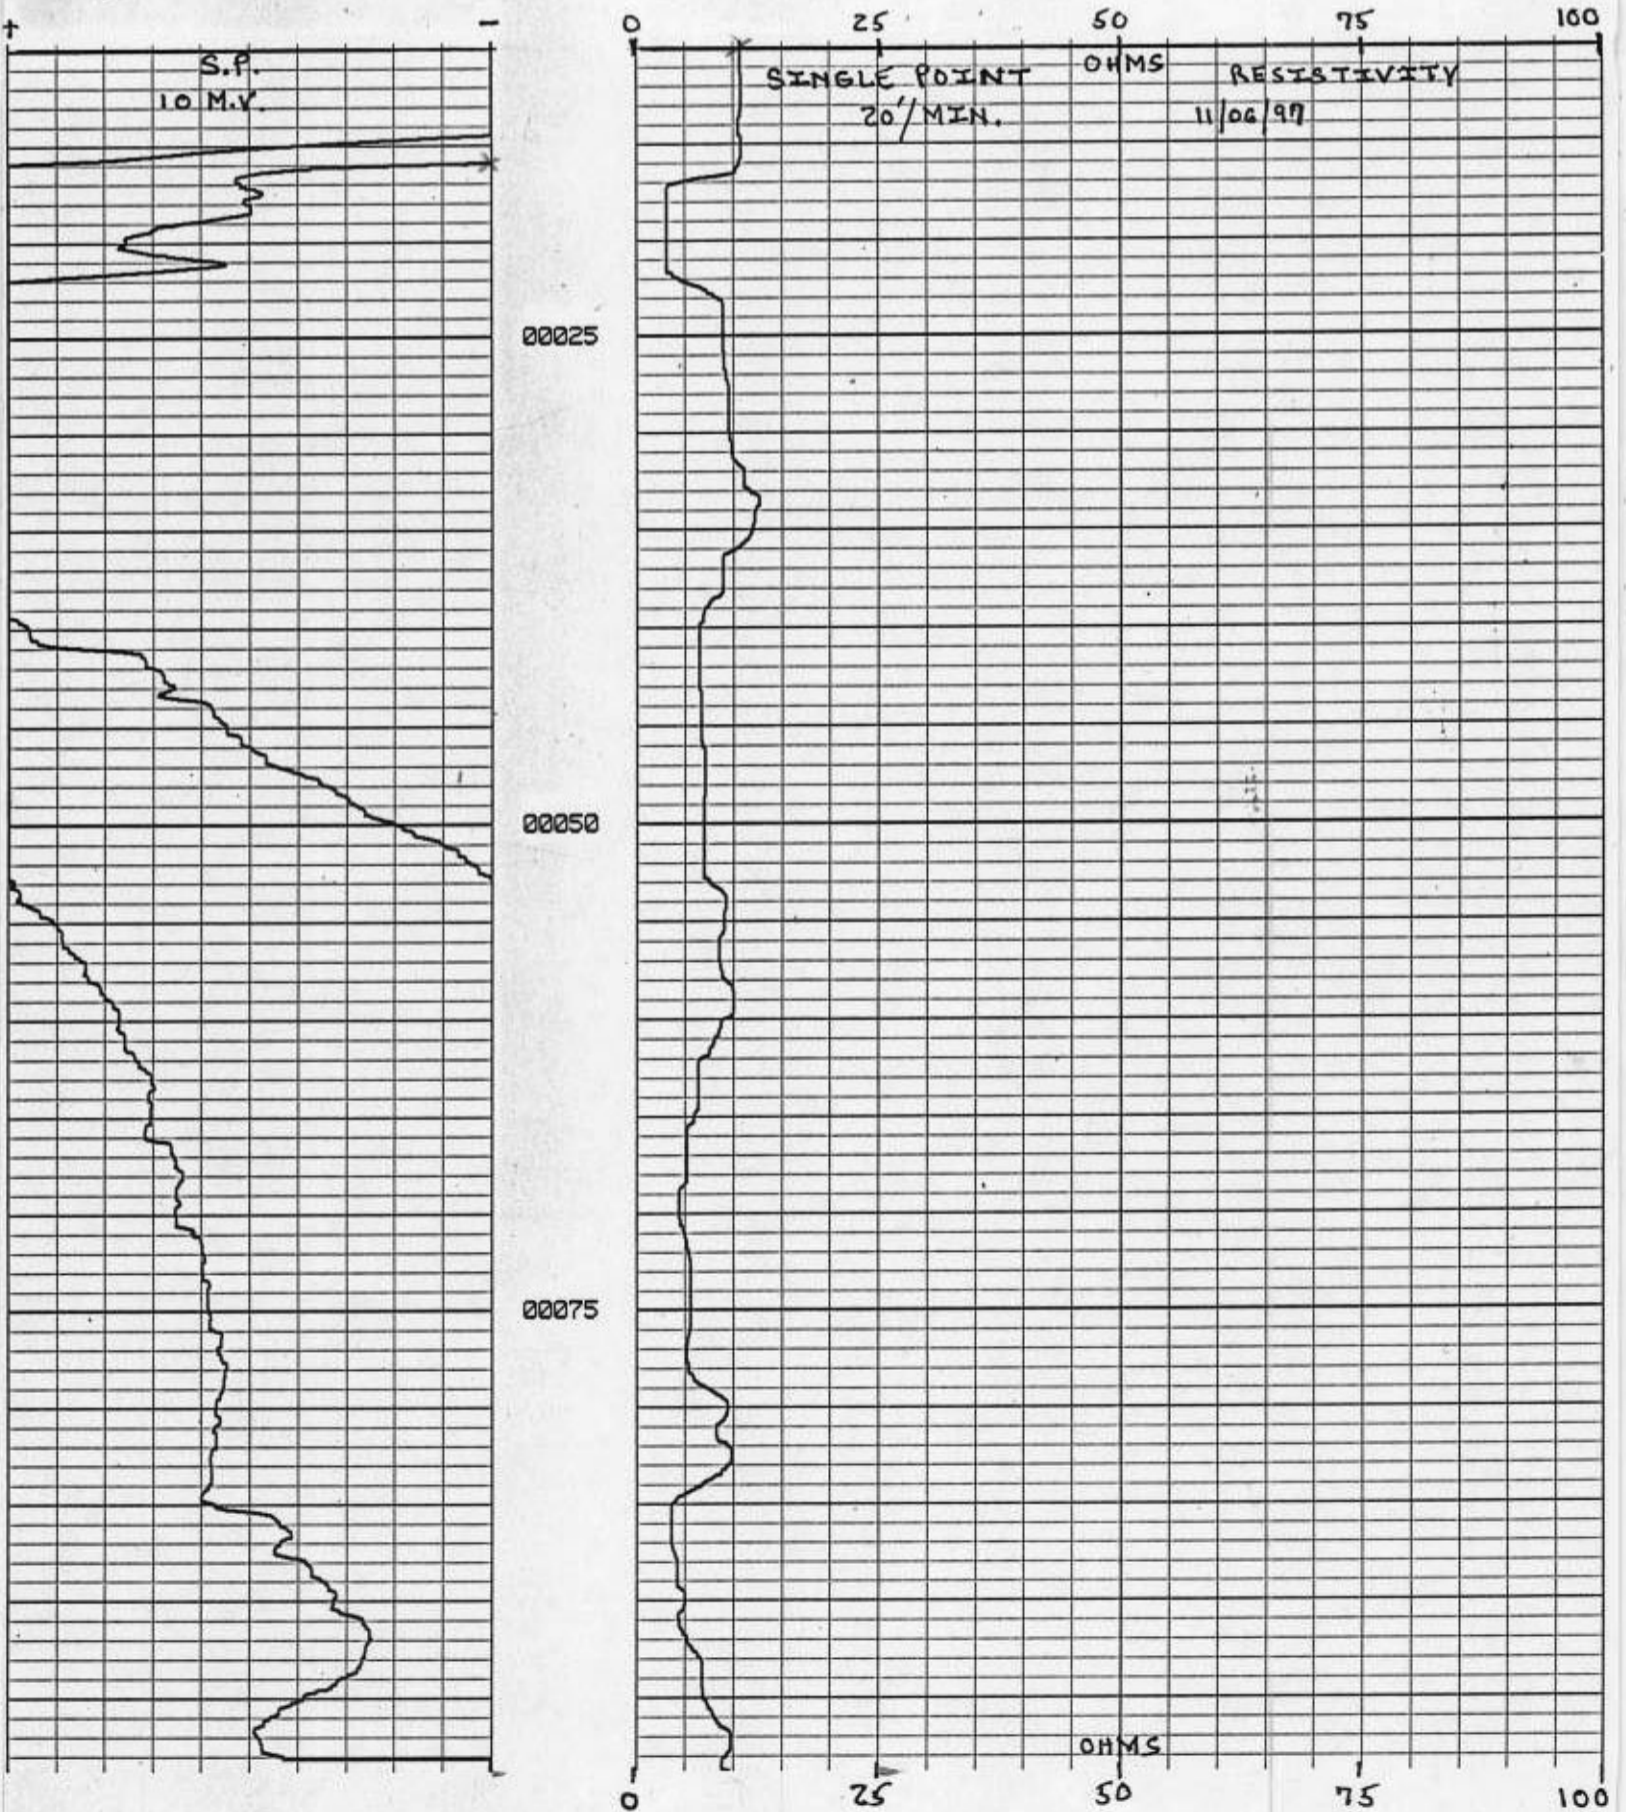 + - 0 25 50 75 100
S.P. SINGLE POINT OHMS RESISTIVITY
10 M.V. 20'/MIN. 11/06/97
00025
00050
00075
OHMS
0 25 50 75 100